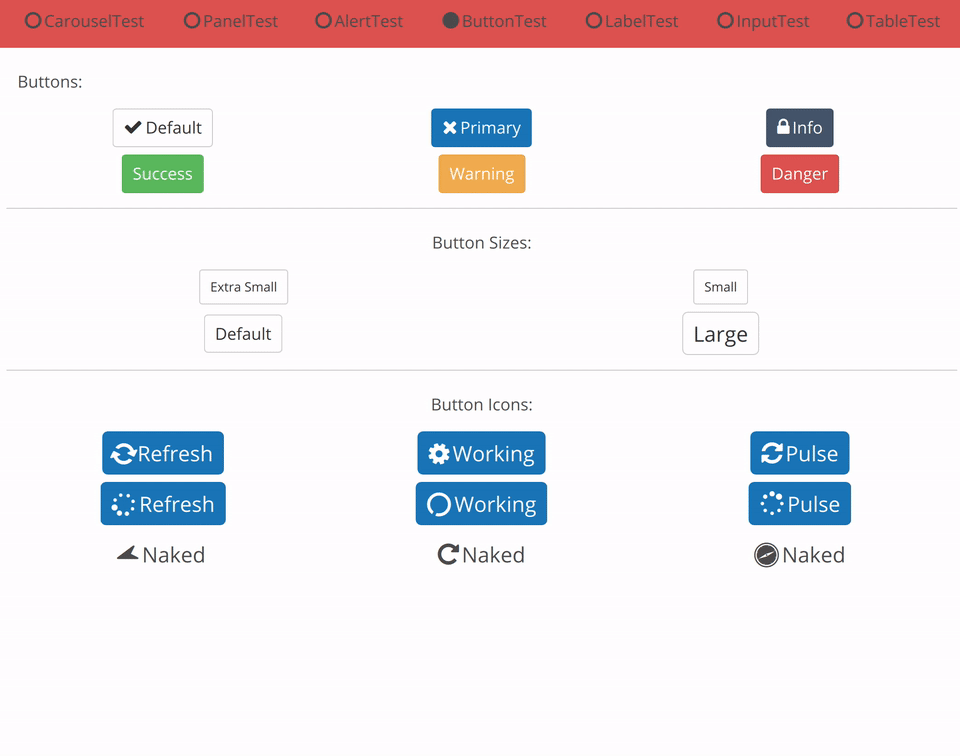 CarouselTest PanelTest AlertTest ButtonTest LabelTest InputTest TableTest
Buttons:
Default Primary Info
Success Warning Danger
Button Sizes:
Extra Small Small
Default Large
Button Icons:
Refresh Working Pulse
Refresh Working Pulse
Naked Naked Naked